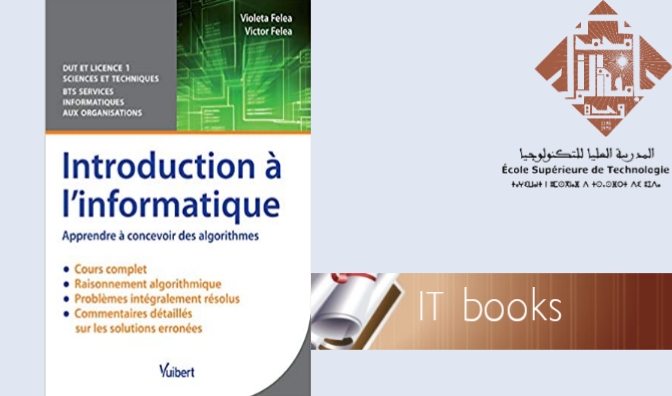 Violeta Felea
Victor Felea
DUT ET LICENCE 1
SCIENCES ET TECHNIQUES
BTS SERVICES
INFORMATIQUES
AUX ORGANISATIONS
Introduction à
l'informatique
Apprendre à concevoir des algorithmes
• Cours complet
• Raisonnement algorithmique
• Problèmes intégralement résolus
• Commentaires détaillés
sur les solutions erronées
Vuibert
المدرسة العليا للتكنولوجيا
École Supérieure de Technologie
IT books